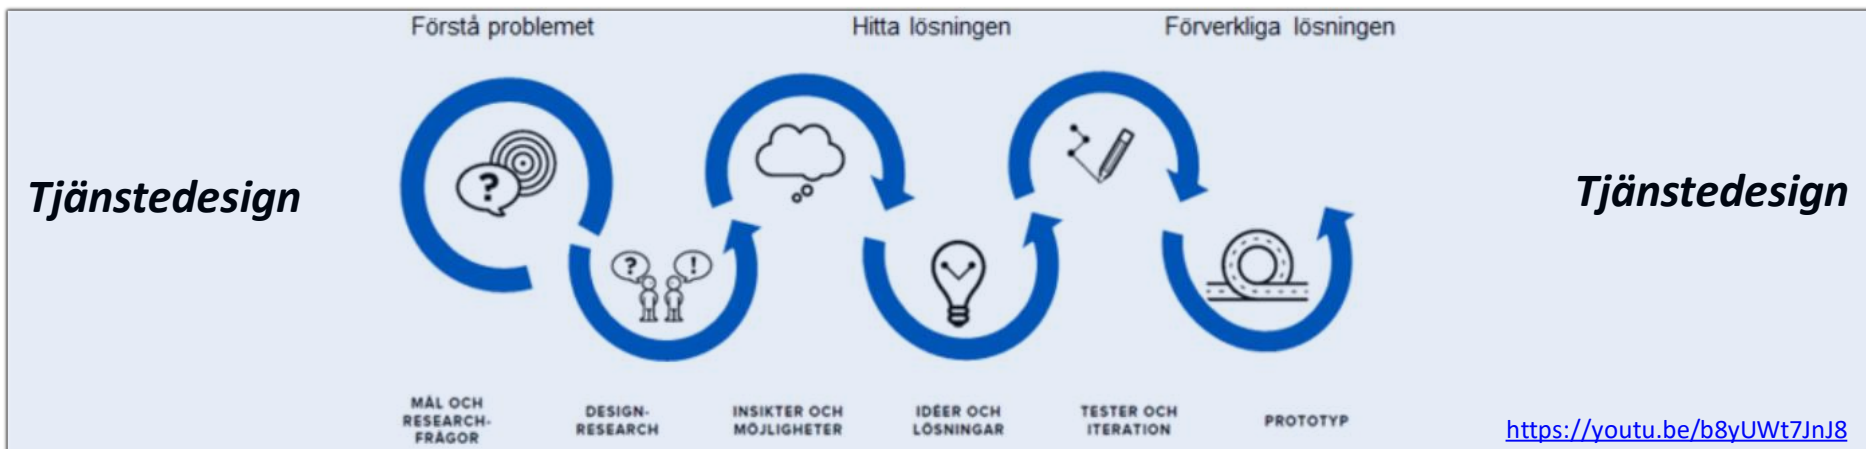 Förstå problemet
Hitta lösningen
Förverkliga lösningen
Tjänstedesign
Tjänstedesign
?
?
!
MÅL OCH
RESEARCH-
FRÅGOR
DESIGN-
RESEARCH
INSIKTER OCH
MÖJLIGHETER
IDÉER OCH
LÖSNINGAR
TESTER OCH
ITERATION
PROTOTYP
https://youtu.be/b8yUWt7JnJ8